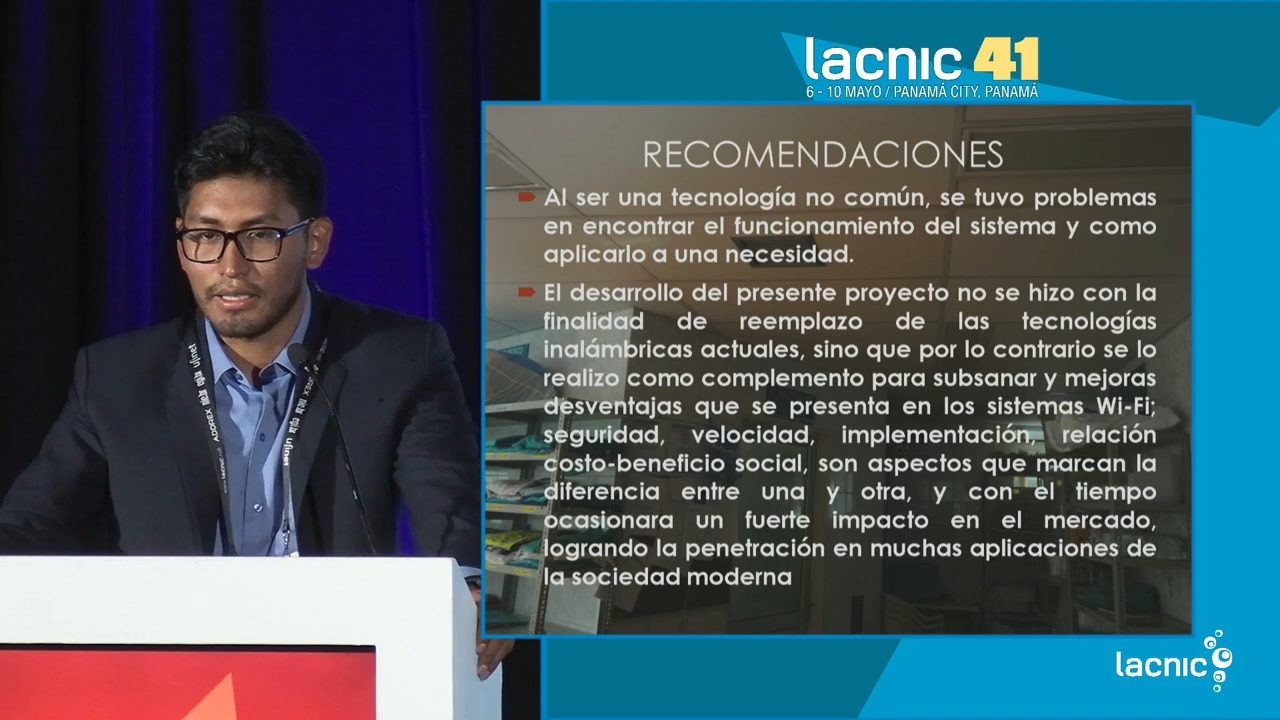 lacnic 41
6 - 10 MAYO / PANAMÁ CITY, PANAMÁ
RECOMENDACIONES
Al ser una tecnología no común, se tuvo problemas
en encontrar el funcionamiento del sistema y como
aplicarlo a una necesidad.
El desarrollo del presente proyecto no se hizo con la
finalidad de reemplazo de las tecnologías
inalámbricas actuales, sino que por lo contrario se lo
realizo como complemento para subsanar y mejoras
desventajas que se presenta en los sistemas Wi-Fi;
seguridad, velocidad, implementación, relación
costo-beneficio social, son aspectos que marcan la
diferencia entre una y otra, y con el tiempo
ocasionara un fuerte impacto en el mercado,
logrando la penetración en muchas aplicaciones de
la sociedad moderna
lacnic